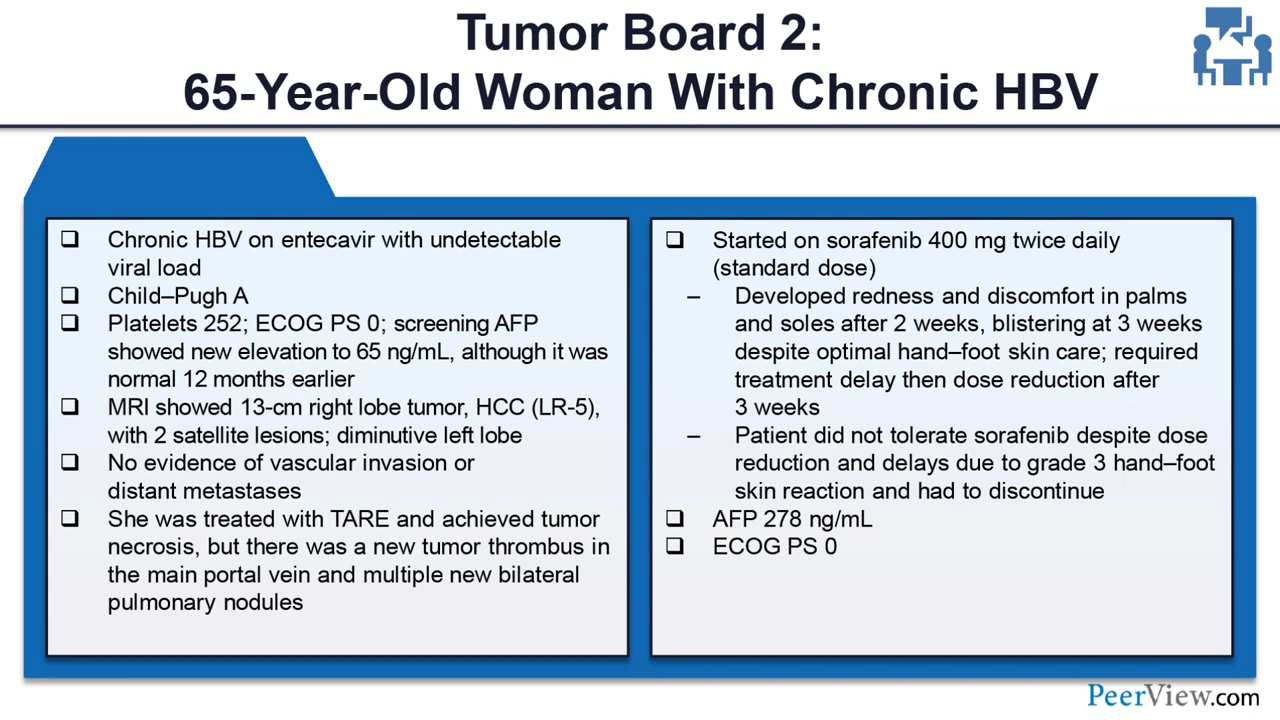 Tumor Board 2:
65-Year-Old Woman With Chronic HBV
❑ Chronic HBV on entecavir with undetectable
viral load
❑ Child–Pugh A
❑ Platelets 252; ECOG PS 0; screening AFP
showed new elevation to 65 ng/mL, although it was
normal 12 months earlier
❑ MRI showed 13-cm right lobe tumor, HCC (LR-5),
with 2 satellite lesions; diminutive left lobe
❑ No evidence of vascular invasion or
distant metastases
❑ She was treated with TARE and achieved tumor
necrosis, but there was a new tumor thrombus in
the main portal vein and multiple new bilateral
pulmonary nodules
❑ Started on sorafenib 400 mg twice daily
(standard dose)
– Developed redness and discomfort in palms
and soles after 2 weeks, blistering at 3 weeks
despite optimal hand–foot skin care; required
treatment delay then dose reduction after
3 weeks
– Patient did not tolerate sorafenib despite dose
reduction and delays due to grade 3 hand–foot
skin reaction and had to discontinue
❑ AFP 278 ng/mL
❑ ECOG PS 0
PeerView.com